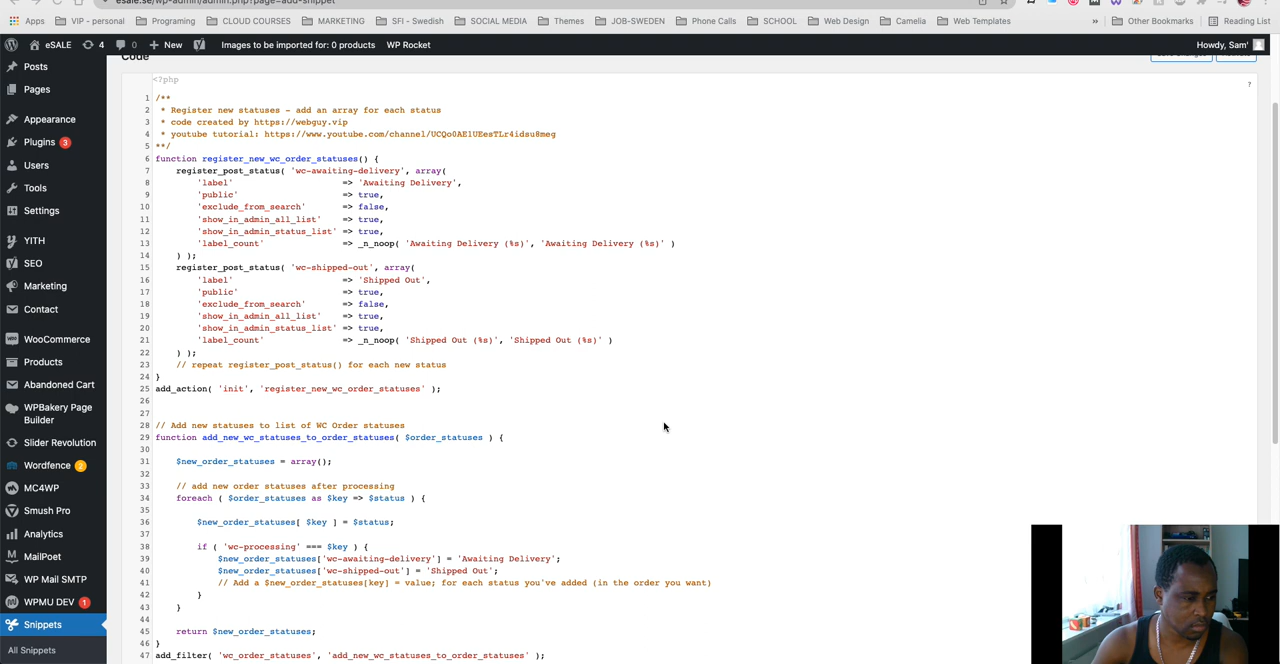 esale.se/wp-admin/admin.php?page=add-snippet
Apps VIP - personal Programing CLOUD COURSES MARKETING SFI - Swedish SOCIAL MEDIA Themes JOB-SWEDEN Phone Calls SCHOOL Web Design Camelia Web Templates » Other Bookmarks Reading List
eSALE 4 0 + New Images to be imported for: 0 products WP Rocket Howdy, Sam'
Posts
Pages
Appearance
Plugins 3
Users
Tools
Settings
YITH
SEO
Marketing
Contact
WooCommerce
Products
Abandoned Cart
WPBakery Page
Builder
Slider Revolution
Wordfence 2
MC4WP
Smush Pro
Analytics
MailPoet
WP Mail SMTP
WPMU DEV 1
Snippets
All Snippets
Code
<?php
?
1 /**
2 * Register new statuses - add an array for each status
3 * code created by https://webguy.vip
4 * youtube tutorial: https://www.youtube.com/channel/UCQo0AE1UEesTLr4idsu8meg
5 **/
6 function register_new_wc_order_statuses() {
7 register_post_status( 'wc-awaiting-delivery', array(
8 'label' => 'Awaiting Delivery',
9 'public' => true,
10 'exclude_from_search' => false,
11 'show_in_admin_all_list' => true,
12 'show_in_admin_status_list' => true,
13 'label_count' => _n_noop( 'Awaiting Delivery (%s)', 'Awaiting Delivery (%s)' )
14 ) );
15 register_post_status( 'wc-shipped-out', array(
16 'label' => 'Shipped Out',
17 'public' => true,
18 'exclude_from_search' => false,
19 'show_in_admin_all_list' => true,
20 'show_in_admin_status_list' => true,
21 'label_count' => _n_noop( 'Shipped Out (%s)', 'Shipped Out (%s)' )
22 ) );
23 // repeat register_post_status() for each new status
24 }
25 add_action( 'init', 'register_new_wc_order_statuses' );
26
27
28 // Add new statuses to list of WC Order statuses
29 function add_new_wc_statuses_to_order_statuses( $order_statuses ) {
30
31 $new_order_statuses = array();
32
33 // add new order statuses after processing
34 foreach ( $order_statuses as $key => $status ) {
35
36 $new_order_statuses[ $key ] = $status;
37
38 if ( 'wc-processing' === $key ) {
39 $new_order_statuses['wc-awaiting-delivery'] = 'Awaiting Delivery';
40 $new_order_statuses['wc-shipped-out'] = 'Shipped Out';
41 // Add a $new_order_statuses[key] = value; for each status you've added (in the order you want)
42 }
43 }
44
45 return $new_order_statuses;
46 }
47 add_filter( 'wc_order_statuses', 'add_new_wc_statuses_to_order_statuses' );